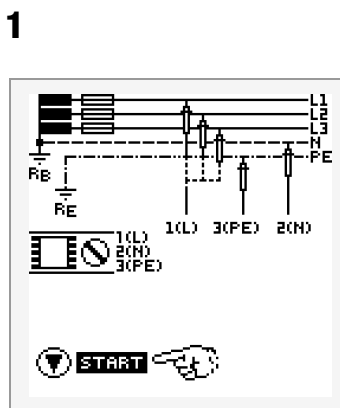 1
L1
L2
L3
N
PE
RB
RE
1(L) 3(PE) 2(N)
1(L)
2(N)
3(PE)
START